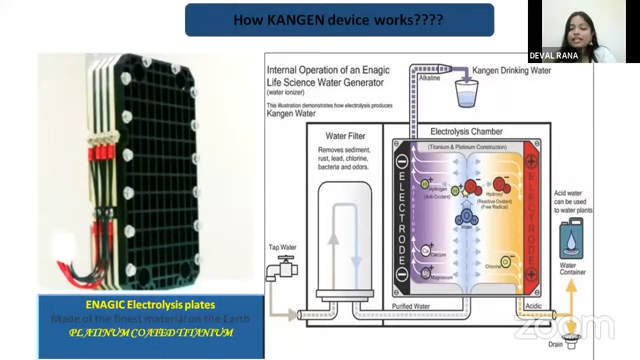 How KANGEN device works????
DEVAL RANA
Internal Operation of an Enagic
Life Science Water Generator
(water ionizer)
This illustration demonstrates how electrolysis produces
Kangen Water
Alkaline
Kangen Drinking Water
Water Filter
Removes sediment,
rust, lead, chlorine,
bacteria and odors.
Electrolysis Chamber
(Titanium & Platinum Construction)
ELECTRODE
ELECTRODE
Hydrogen
(Anti-Oxidant)
Hydroxyl
(Reactive Oxidant)
(Free Radical)
Water
Calcium
Magnesium
Chlorine
Tap Water
Purified Water
Acidic
Acid water
can be used
to water plants
Water
Container
Drain
ENAGIC Electrolysis plates
Made of the finest material on the Earth
PLATINUM COATED TITANIUM
zoom